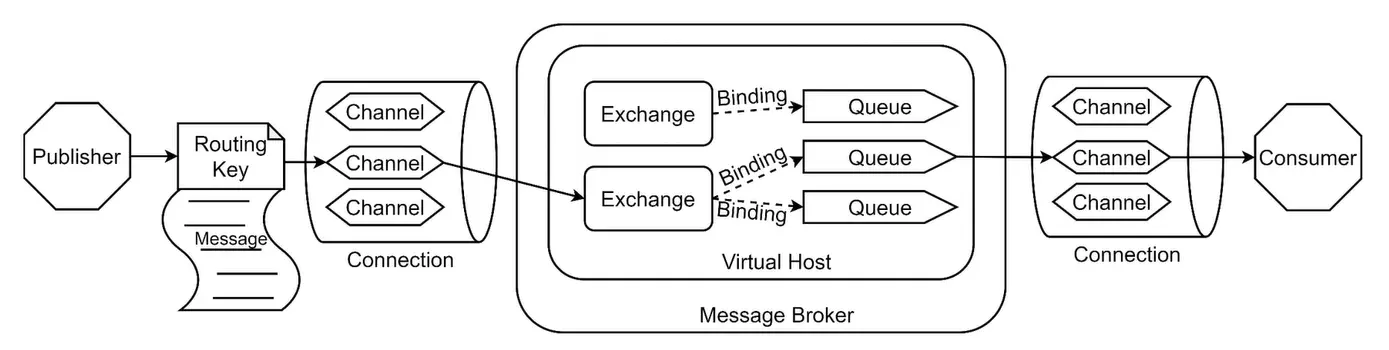 Publisher
Routing
Key
Message
Channel
Channel
Channel
Connection
Exchange
Binding
Queue
Exchange
Binding
Queue
Binding
Queue
Virtual Host
Message Broker
Channel
Channel
Channel
Connection
Consumer